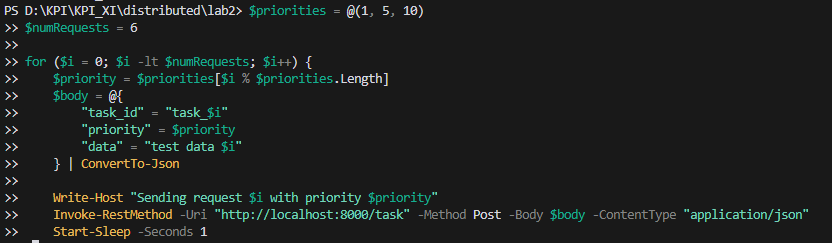 PS D:\KPI\KPI_XI\distributed\lab2> $priorities = @(1, 5, 10)
>> $numRequests = 6
>>
>> for ($i = 0; $i -lt $numRequests; $i++) {
>>     $priority = $priorities[$i % $priorities.Length]
>>     $body = @{
>>         "task_id" = "task_$i"
>>         "priority" = $priority
>>         "data" = "test data $i"
>>     } | ConvertTo-Json
>>
>>     Write-Host "Sending request $i with priority $priority"
>>     Invoke-RestMethod -Uri "http://localhost:8000/task" -Method Post -Body $body -ContentType "application/json"
>>     Start-Sleep -Seconds 1